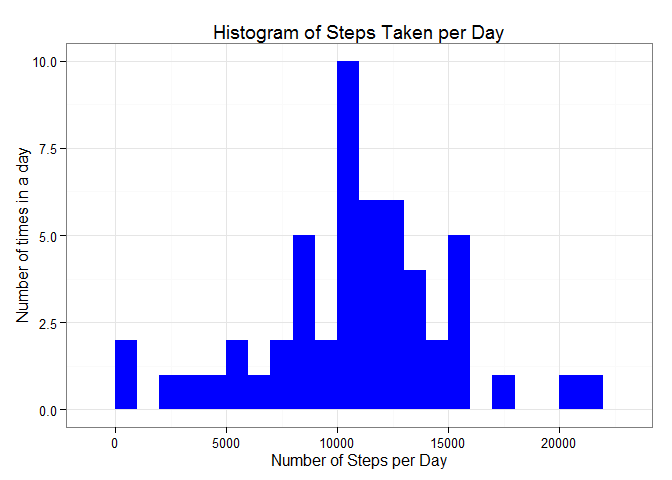 Histogram of Steps Taken per Day
10.0
7.5
5.0
2.5
0.0
Number of times in a day
0 5000 10000 15000 20000
Number of Steps per Day